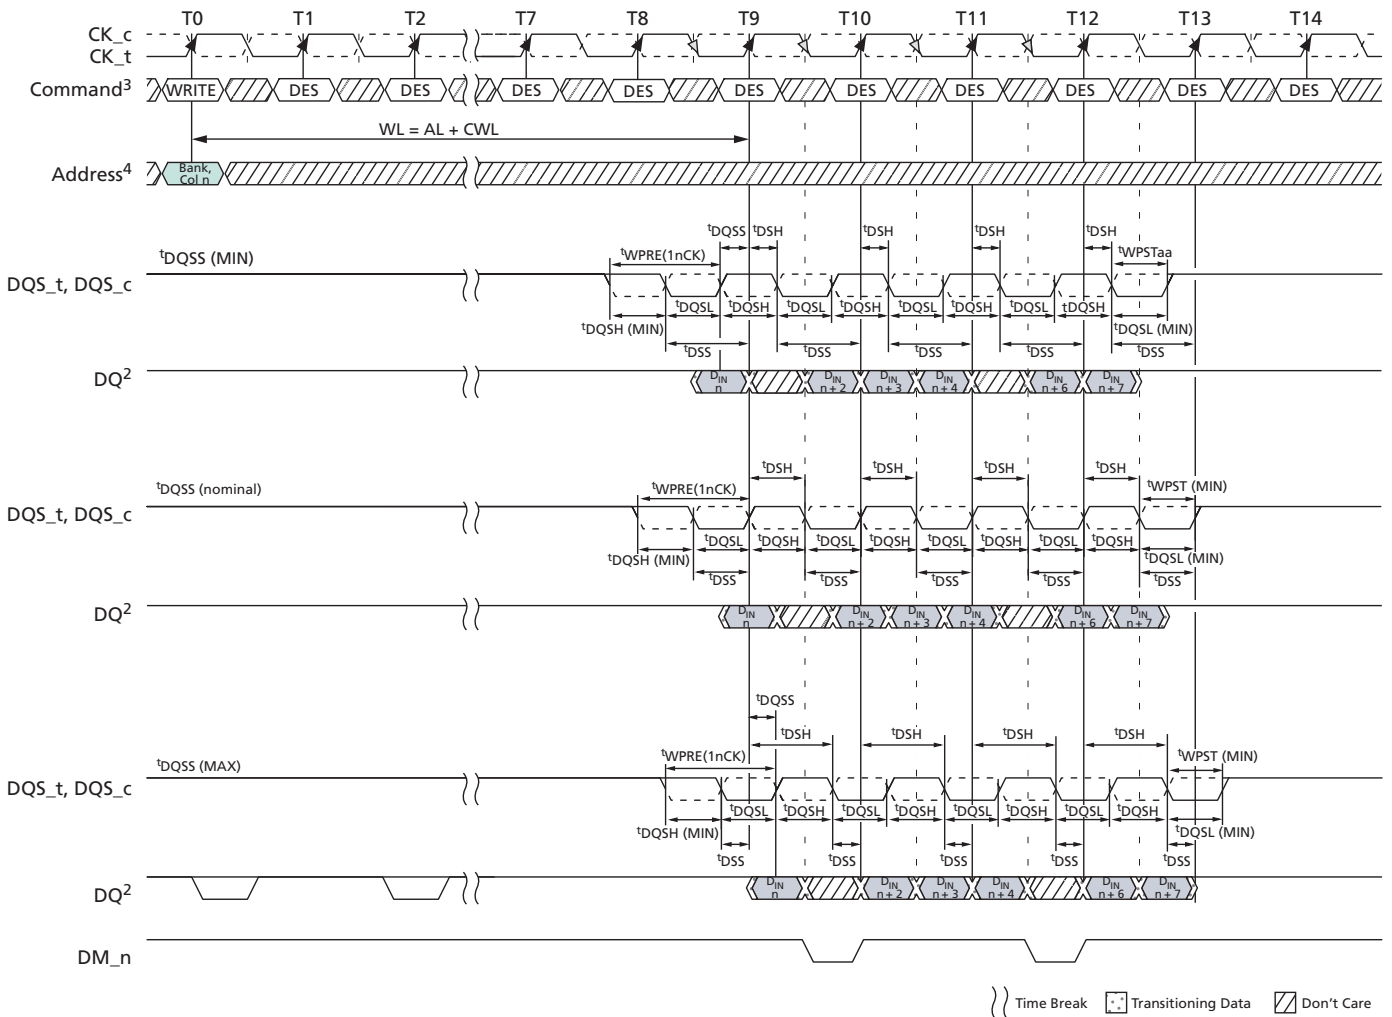 T0 T1 T2 T7 T8 T9 T10 T11 T12 T13 T14
CK_c
CK_t
Command3 WRITE DES DES DES DES DES DES DES DES DES DES
WL = AL + CWL
Address4 Bank, Col n
tDQSS tDSH tDSH tDSH tDSH
tDQSS (MIN) tWPRE(1nCK) tWPSTaa
DQS_t, DQS_c
tDQSL tDQSH tDQSL tDQSH tDQSL tDQSH tDQSL tDQSH
tDQSH (MIN) tDQSL (MIN)
tDSS tDSS tDSS tDSS tDSS
DQ2 DIN n DIN n + 2 DIN n + 3 DIN n + 4 DIN n + 6 DIN n + 7
tDSH tDSH tDSH tDSH
tDQSS (nominal) tWPRE(1nCK) tWPST (MIN)
DQS_t, DQS_c
tDQSL tDQSH tDQSL tDQSH tDQSL tDQSH tDQSL tDQSH
tDQSH (MIN) tDQSL (MIN)
tDSS tDSS tDSS tDSS tDSS
DQ2 DIN n DIN n + 2 DIN n + 3 DIN n + 4 DIN n + 6 DIN n + 7
tDQSS
tDSH tDSH tDSH tDSH
tDQSS (MAX) tWPRE(1nCK) tWPST (MIN)
DQS_t, DQS_c
tDQSL tDQSH tDQSL tDQSH tDQSL tDQSH tDQSL tDQSH
tDQSH (MIN) tDQSL (MIN)
tDSS tDSS tDSS tDSS tDSS
DQ2 DIN n DIN n + 2 DIN n + 3 DIN n + 4 DIN n + 6 DIN n + 7
DM_n
Time Break Transitioning Data Don't Care